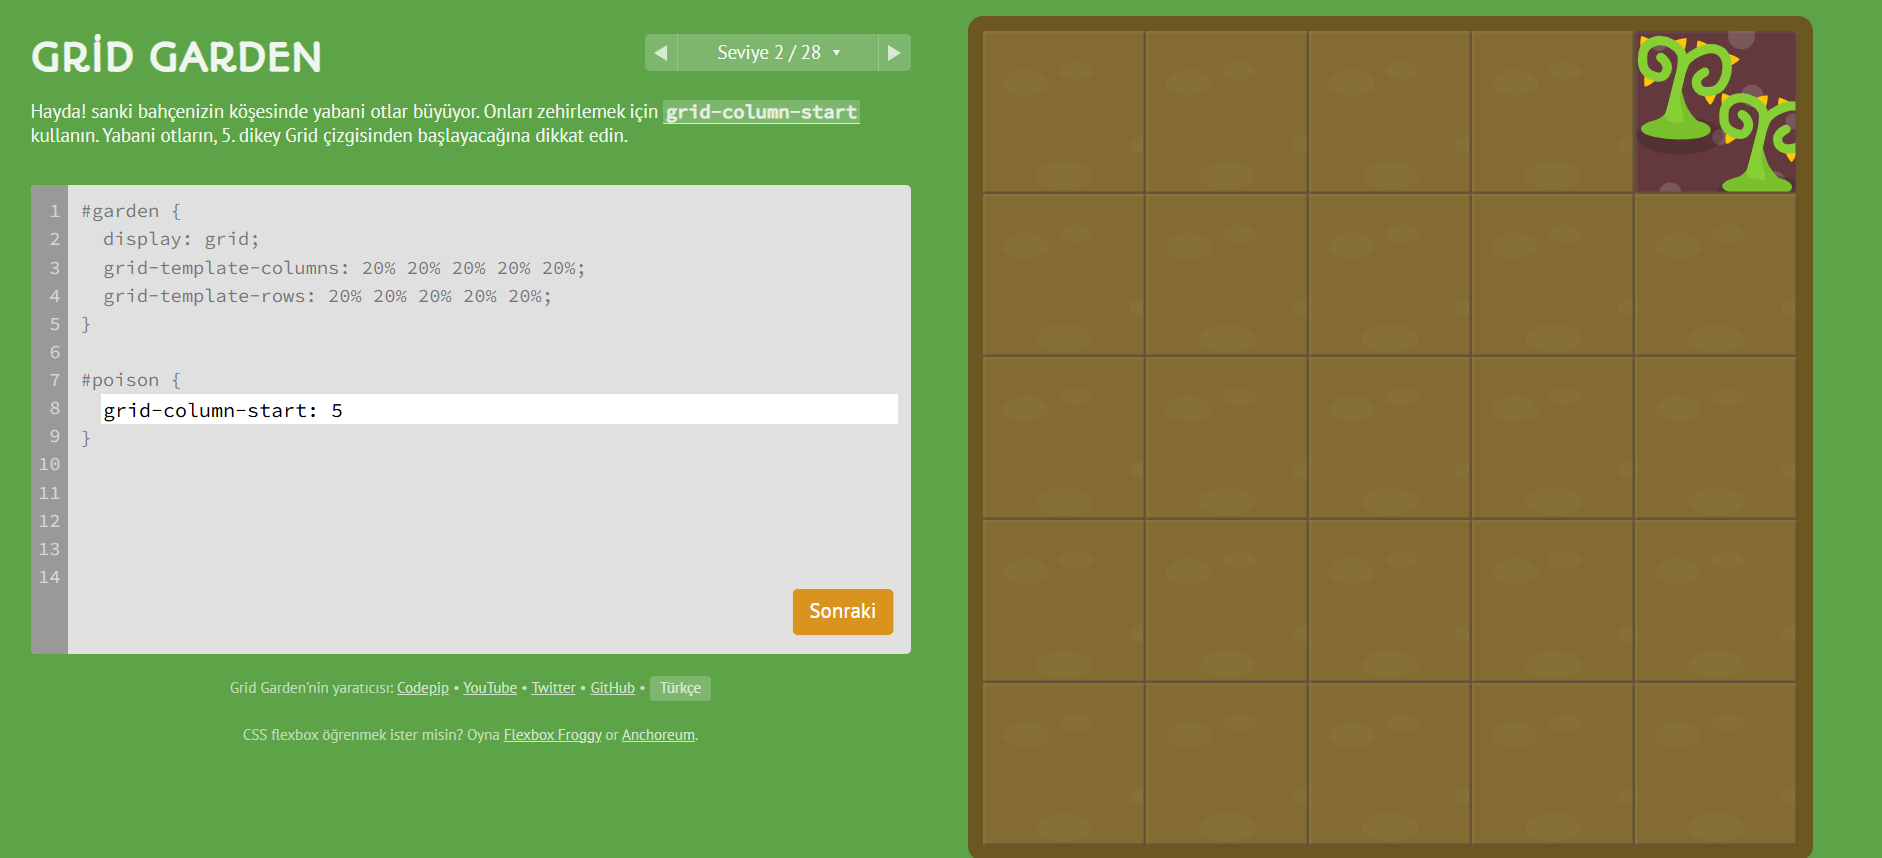 GRİD GARDEN
◀ Seviye 2 / 28 ▼ ▶
Hayda! sanki bahçenizin köşesinde yabani otlar büyüyor. Onları zehirlemek için grid-column-start
kullanın. Yabani otların, 5. dikey Grid çizgisinden başlayacağına dikkat edin.
1 #garden {
2 display: grid;
3 grid-template-columns: 20% 20% 20% 20% 20%;
4 grid-template-rows: 20% 20% 20% 20% 20%;
5 }
6
7 #poison {
8 grid-column-start: 5
9 }
10
11
12
13
14
Sonraki
Grid Garden'nin yaratıcısı: Codepip • YouTube • Twitter • GitHub • Türkçe
CSS flexbox öğrenmek ister misin? Oyna Flexbox Froggy or Anchoreum.